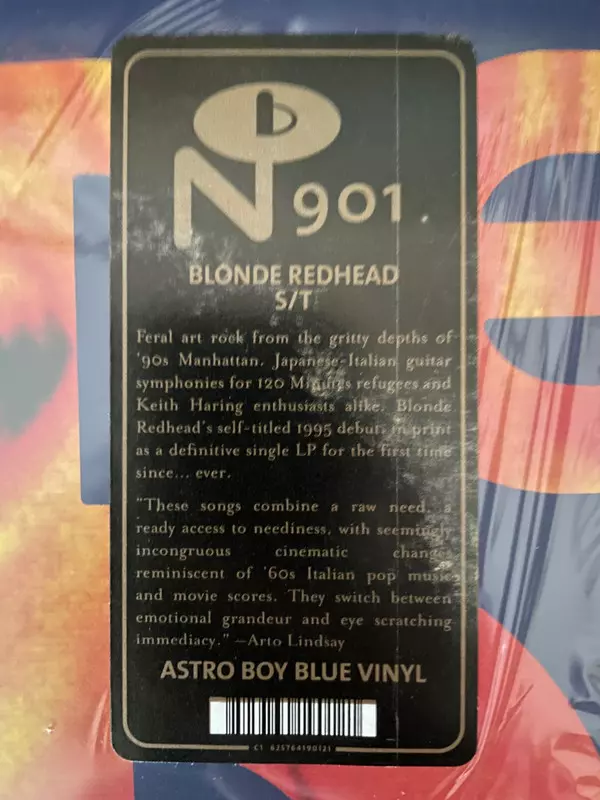 N 901
BLONDE REDHEAD
S/T
Feral art rock from the gritty depths of
'90s Manhattan. Japanese-Italian guitar
symphonies for 120 Minutes refugees and
Keith Haring enthusiasts alike. Blonde
Redhead's self-titled 1995 debut, in print
as a definitive single LP for the first time
since... ever.
"These songs combine a raw need, a
ready access to neediness, with seemingly
incongruous cinematic changes
reminiscent of '60s Italian pop music
and movie scores. They switch between
emotional grandeur and eye scratching
immediacy." —Arto Lindsay
ASTRO BOY BLUE VINYL
C1 825764190121